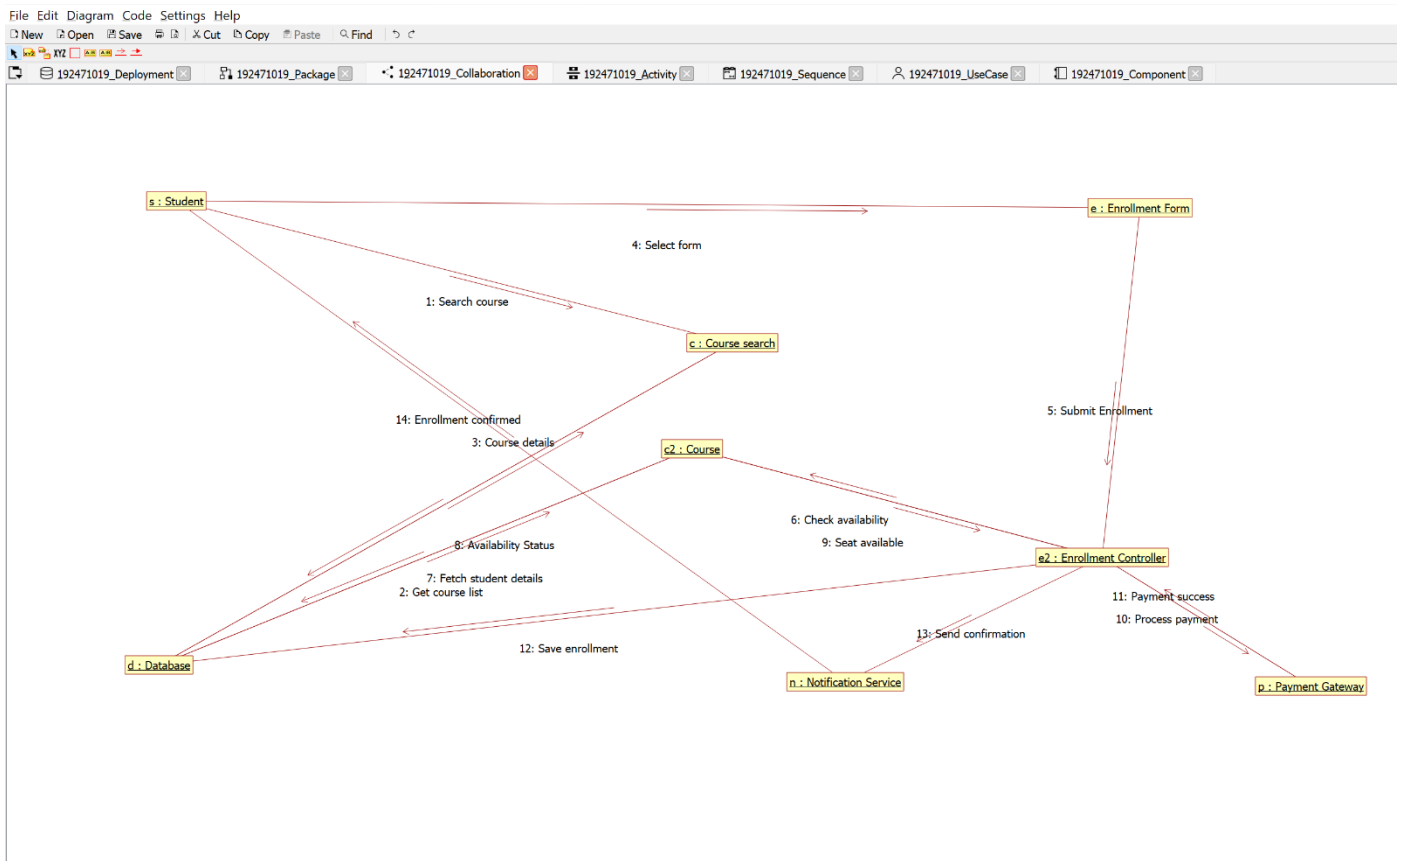 File Edit Diagram Code Settings Help
New Open Save Cut Copy Paste Find
XYZ
192471019_Deployment 192471019_Package 192471019_Collaboration 192471019_Activity 192471019_Sequence 192471019_UseCase 192471019_Component
s : Student
e : Enrollment Form
4: Select form
1: Search course
c : Course search
5: Submit Enrollment
14: Enrollment confirmed
3: Course details
c2 : Course
6: Check availability
9: Seat available
8: Availability Status
e2 : Enrollment Controller
7: Fetch student details
2: Get course list
11: Payment success
10: Process payment
13: Send confirmation
12: Save enrollment
d : Database
n : Notification Service
p : Payment Gateway